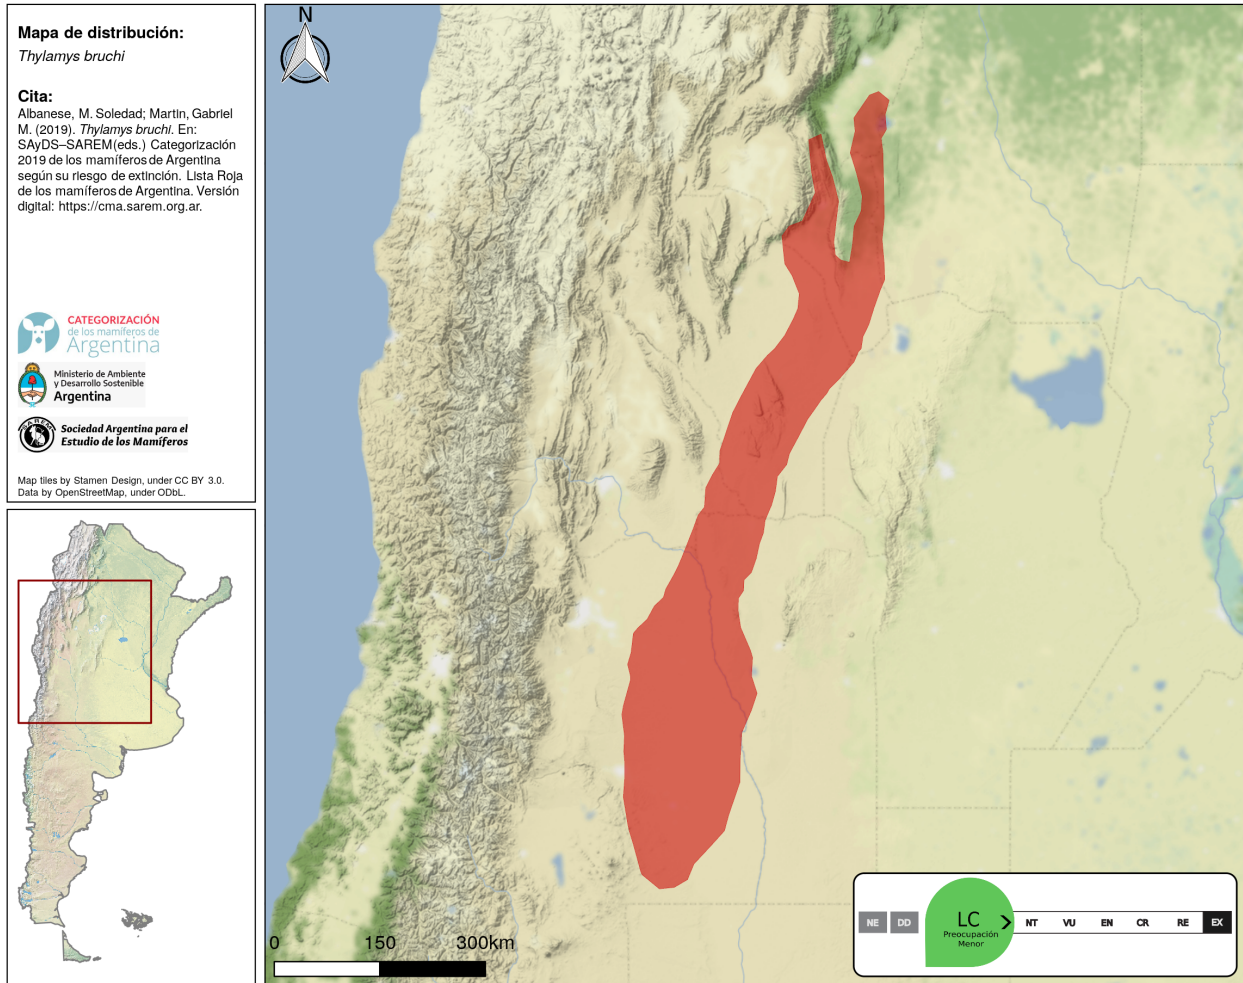 Mapa de distribución:
Thylamys bruchi
Cita:
Albanese, M. Soledad; Martin, Gabriel
M. (2019). Thylamys bruchi. En:
SAyDS–SAREM(eds.) Categorización
2019 de los mamíferos de Argentina
según su riesgo de extinción. Lista Roja
de los mamíferos de Argentina. Versión
digital: https://cma.sarem.org.ar.
CATEGORIZACIÓN
de los mamíferos de
Argentina
Ministerio de Ambiente
y Desarrollo Sostenible
Argentina
SAREM
Sociedad Argentina para el
Estudio de los Mamíferos
Map tiles by Stamen Design, under CC BY 3.0.
Data by OpenStreetMap, under ODbL.
N
0 150 300km
NE DD LC NT VU EN CR RE EX
Preocupación
Menor